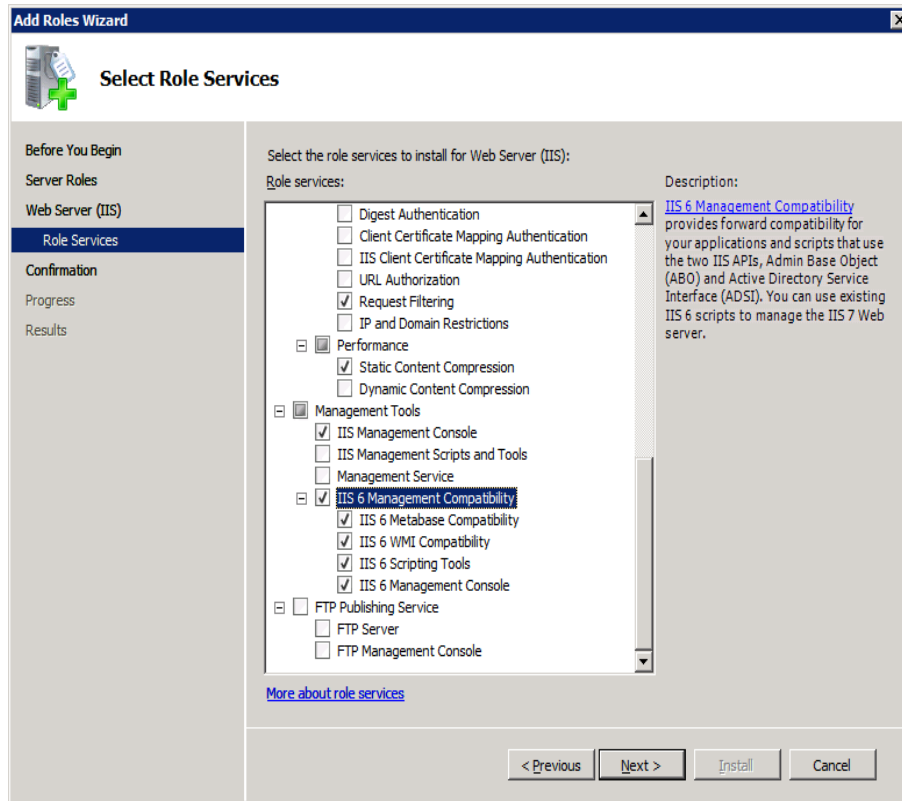 Add Roles Wizard
Select Role Services
Before You Begin
Server Roles
Web Server (IIS)
Role Services
Confirmation
Progress
Results
Select the role services to install for Web Server (IIS):
Role services:
Digest Authentication
Client Certificate Mapping Authentication
IIS Client Certificate Mapping Authentication
URL Authorization
Request Filtering
IP and Domain Restrictions
Performance
Static Content Compression
Dynamic Content Compression
Management Tools
IIS Management Console
IIS Management Scripts and Tools
Management Service
IIS 6 Management Compatibility
IIS 6 Metabase Compatibility
IIS 6 WMI Compatibility
IIS 6 Scripting Tools
IIS 6 Management Console
FTP Publishing Service
FTP Server
FTP Management Console
More about role services
Description:
IIS 6 Management Compatibility
provides forward compatibility for
your applications and scripts that use
the two IIS APIs, Admin Base Object
(ABO) and Active Directory Service
Interface (ADSI). You can use existing
IIS 6 scripts to manage the IIS 7 Web
server.
< Previous
Next >
Install
Cancel